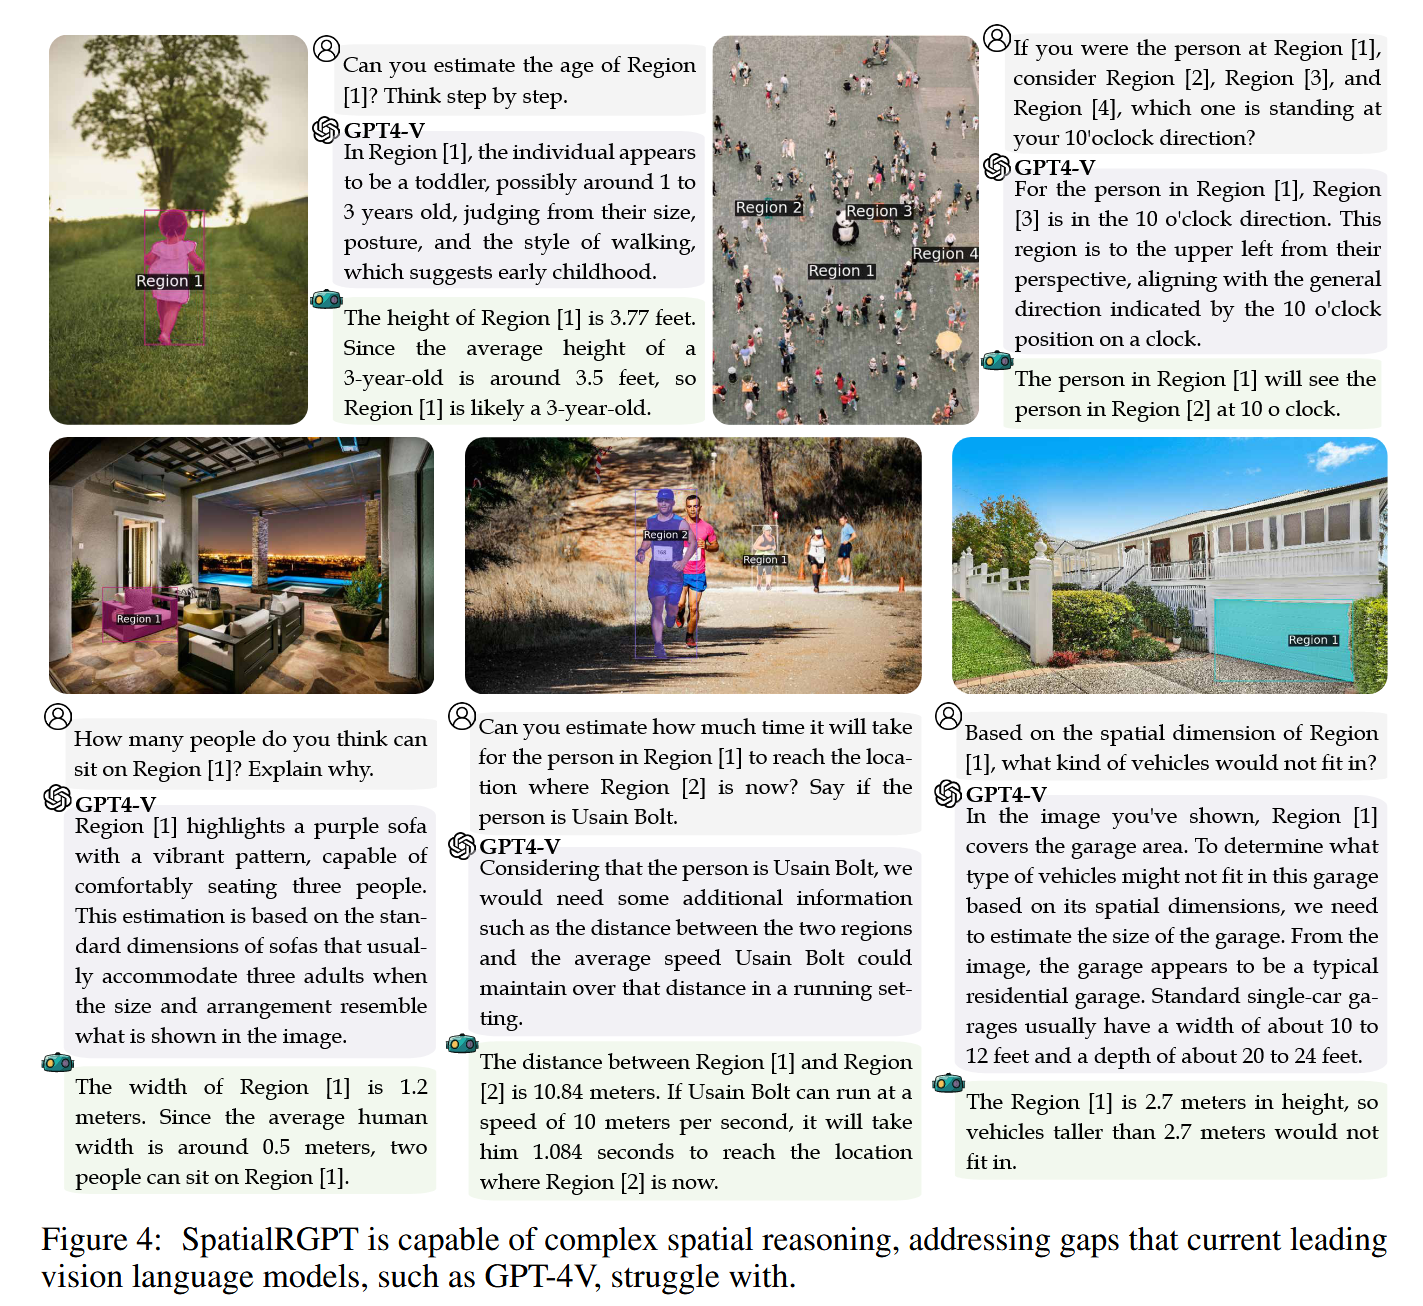 Region 1
Can you estimate the age of Region
[1]? Think step by step.
GPT4-V
In Region [1], the individual appears
to be a toddler, possibly around 1 to
3 years old, judging from their size,
posture, and the style of walking,
which suggests early childhood.
The height of Region [1] is 3.77 feet.
Since the average height of a
3-year-old is around 3.5 feet, so
Region [1] is likely a 3-year-old.
Region 2
Region 3
Region 4
Region 1
If you were the person at Region [1],
consider Region [2], Region [3], and
Region [4], which one is standing at
your 10'oclock direction?
GPT4-V
For the person in Region [1], Region
[3] is in the 10 o'clock direction. This
region is to the upper left from their
perspective, aligning with the general
direction indicated by the 10 o'clock
position on a clock.
The person in Region [1] will see the
person in Region [2] at 10 o clock.
Region 1
How many people do you think can
sit on Region [1]? Explain why.
GPT4-V
Region [1] highlights a purple sofa
with a vibrant pattern, capable of
comfortably seating three people.
This estimation is based on the stan-
dard dimensions of sofas that usual-
ly accommodate three adults when
the size and arrangement resemble
what is shown in the image.
The width of Region [1] is 1.2
meters. Since the average human
width is around 0.5 meters, two
people can sit on Region [1].
Region 2
Region 1
Can you estimate how much time it will take
for the person in Region [1] to reach the loca-
tion where Region [2] is now? Say if the
person is Usain Bolt.
GPT4-V
Considering that the person is Usain Bolt, we
would need some additional information
such as the distance between the two regions
and the average speed Usain Bolt could
maintain over that distance in a running set-
ting.
The distance between Region [1] and Region
[2] is 10.84 meters. If Usain Bolt can run at a
speed of 10 meters per second, it will take
him 1.084 seconds to reach the location
where Region [2] is now.
Region 1
Based on the spatial dimension of Region
[1], what kind of vehicles would not fit in?
GPT4-V
In the image you've shown, Region [1]
covers the garage area. To determine what
type of vehicles might not fit in this garage
based on its spatial dimensions, we need
to estimate the size of the garage. From the
image, the garage appears to be a typical
residential garage. Standard single-car ga-
rages usually have a width of about 10 to
12 feet and a depth of about 20 to 24 feet.
The Region [1] is 2.7 meters in height, so
vehicles taller than 2.7 meters would not
fit in.
Figure 4: SpatialRGPT is capable of complex spatial reasoning, addressing gaps that current leading
vision language models, such as GPT-4V, struggle with.